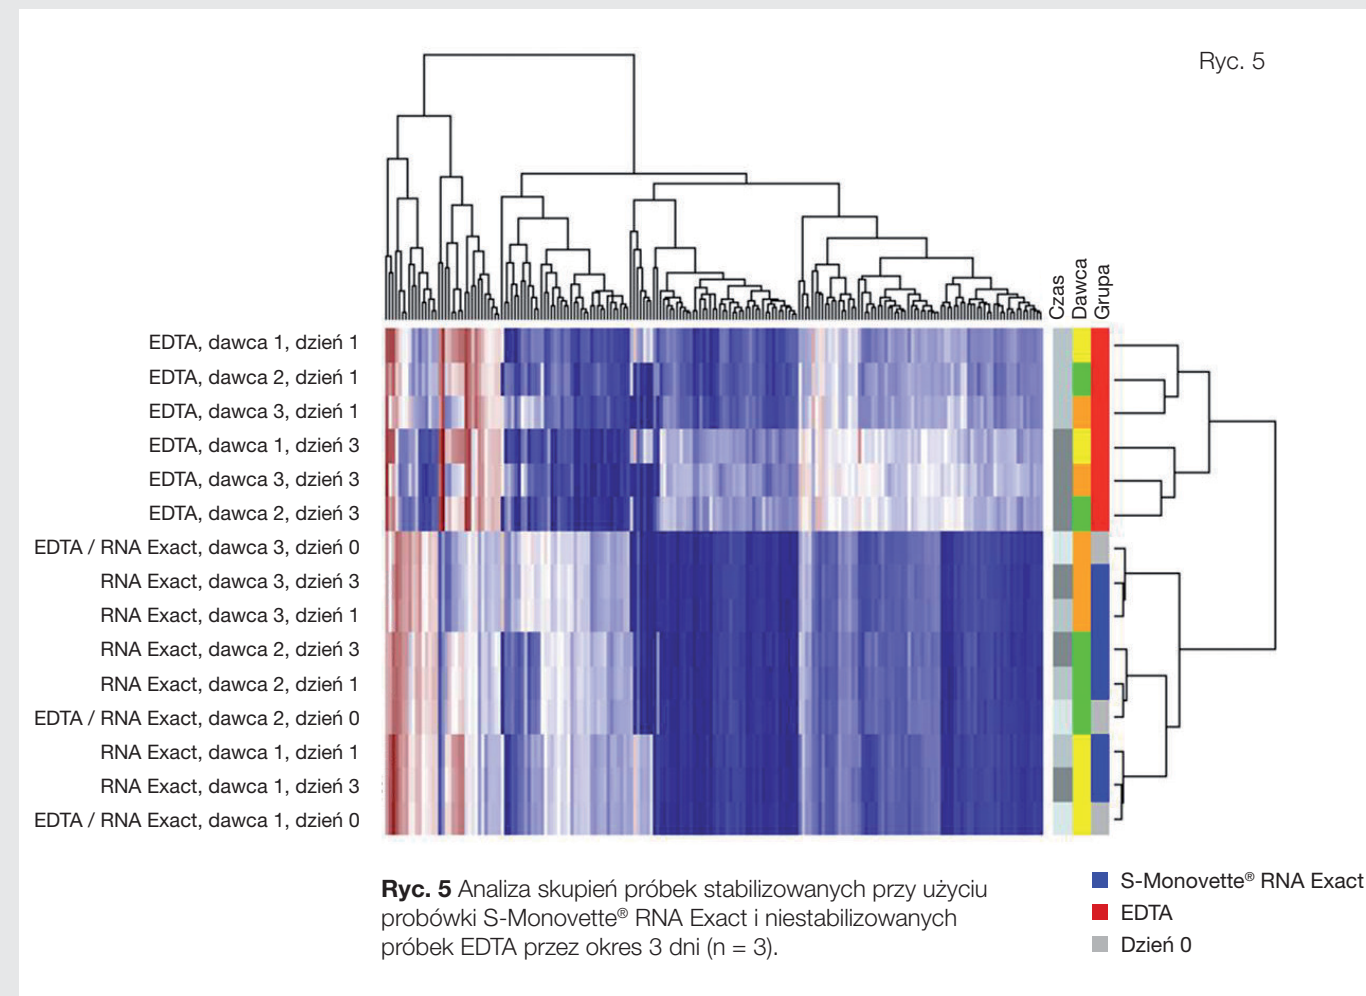 Ryc. 5
Czas
Dawca
Grupa
EDTA, dawca 1, dzień 1
EDTA, dawca 2, dzień 1
EDTA, dawca 3, dzień 1
EDTA, dawca 1, dzień 3
EDTA, dawca 3, dzień 3
EDTA, dawca 2, dzień 3
EDTA / RNA Exact, dawca 3, dzień 0
RNA Exact, dawca 3, dzień 3
RNA Exact, dawca 3, dzień 1
RNA Exact, dawca 2, dzień 3
RNA Exact, dawca 2, dzień 1
EDTA / RNA Exact, dawca 2, dzień 0
RNA Exact, dawca 1, dzień 1
RNA Exact, dawca 1, dzień 3
EDTA / RNA Exact, dawca 1, dzień 0
Ryc. 5 Analiza skupień próbek stabilizowanych przy użyciu
probówki S-Monovette® RNA Exact i niestabilizowanych
próbek EDTA przez okres 3 dni (n = 3).
S-Monovette® RNA Exact
EDTA
Dzień 0